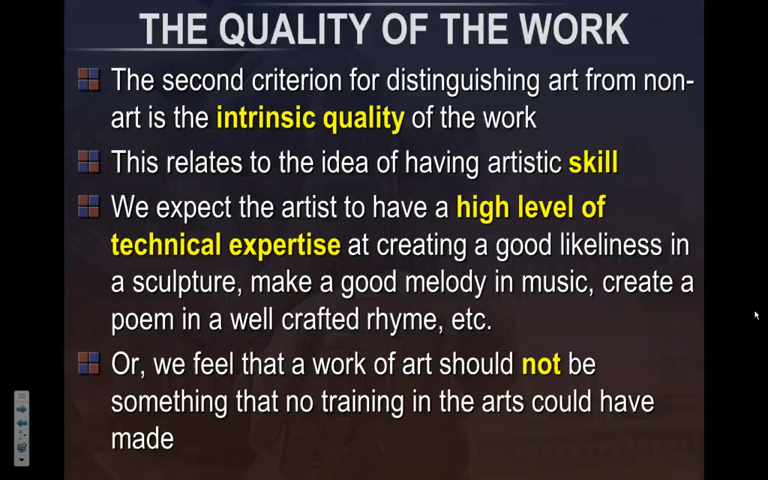 THE QUALITY OF THE WORK
The second criterion for distinguishing art from non-
art is the intrinsic quality of the work
This relates to the idea of having artistic skill
We expect the artist to have a high level of
technical expertise at creating a good likeliness in
a sculpture, make a good melody in music, create a
poem in a well crafted rhyme, etc.
Or, we feel that a work of art should not be
something that no training in the arts could have
made